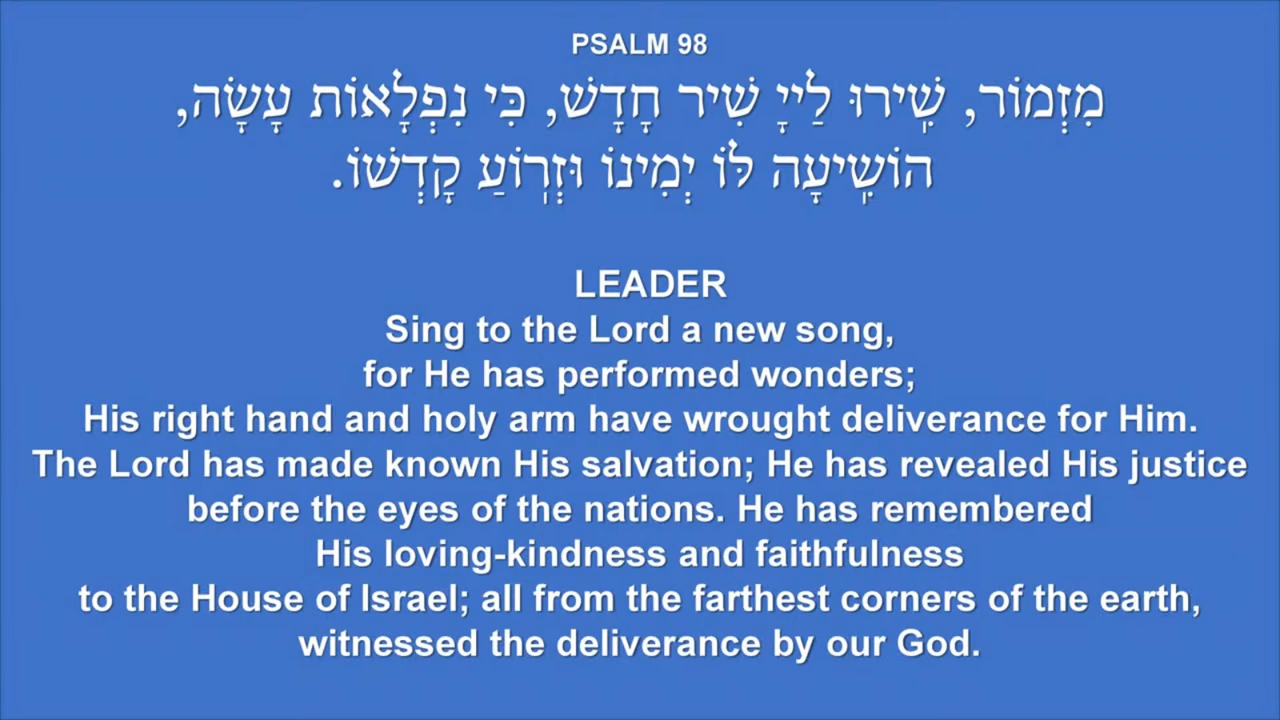 PSALM 98
מִזְמוֹר, שִׁירוּ לַייָ שִׁיר חָדָשׁ, כִּי נִפְלָאוֹת עָשָׂה,
הוֹשִׁיעָה לּוֹ יְמִינוֹ וּזְרוֹעַ קָדְשׁוֹ.
LEADER
Sing to the Lord a new song,
for He has performed wonders;
His right hand and holy arm have wrought deliverance for Him.
The Lord has made known His salvation; He has revealed His justice
before the eyes of the nations. He has remembered
His loving-kindness and faithfulness
to the House of Israel; all from the farthest corners of the earth,
witnessed the deliverance by our God.